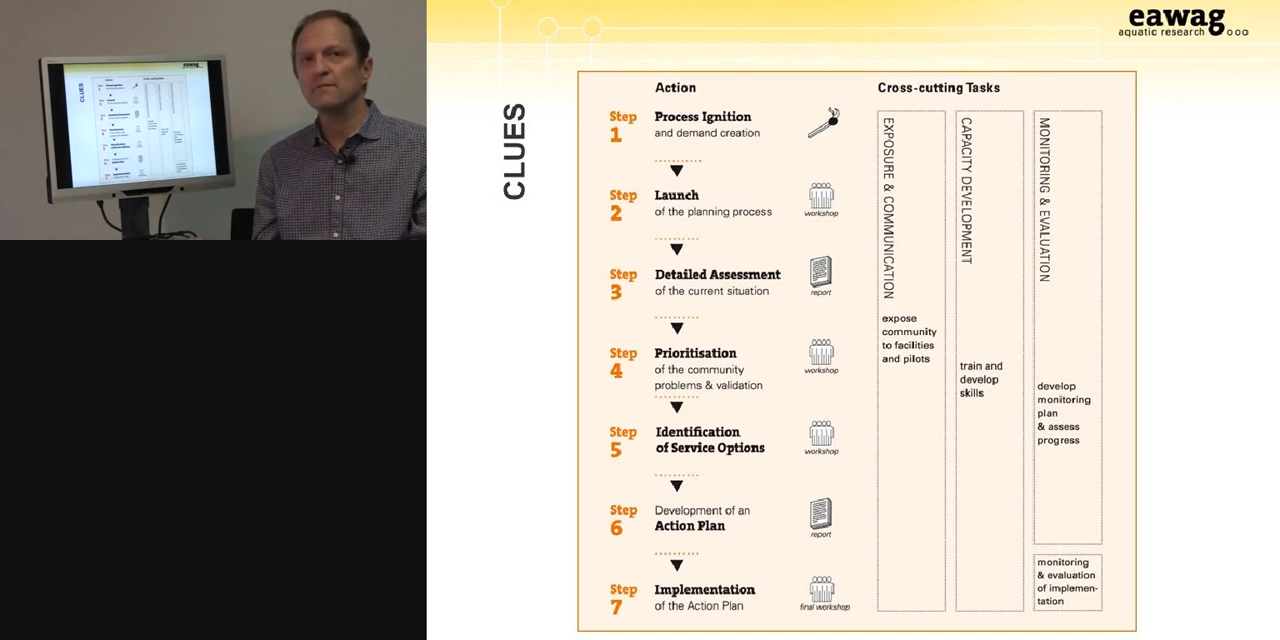 eawag
aquatic research
CLUES
Action
Cross-cutting Tasks
Step 1
Process Ignition
and demand creation
Step 2
Launch
of the planning process
workshop
Step 3
Detailed Assessment
of the current situation
report
Step 4
Prioritisation
of the community
problems & validation
workshop
Step 5
Identification
of Service Options
workshop
Step 6
Development of an
Action Plan
report
Step 7
Implementation
of the Action Plan
final workshop
EXPOSURE & COMMUNICATION
expose
community
to facilities
and pilots
CAPACITY DEVELOPMENT
train and
develop
skills
MONITORING & EVALUATION
develop
monitoring
plan
& assess
progress
monitoring
& evaluation
of implemen-
tation
eawag
CLUES